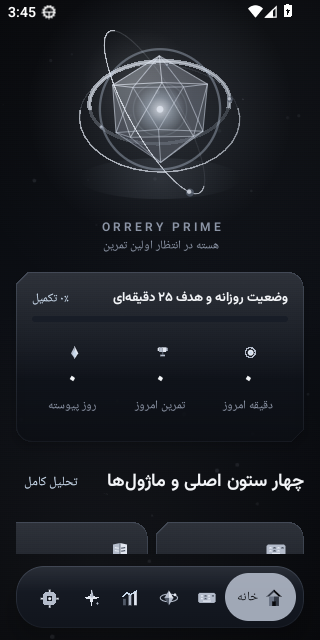 3:45
ORRERY PRIME
هسته در انتظار اولین تمرین
وضعیت روزانه و هدف ۲۵ دقیقه‌ای
۰٪ تکمیل
۰ ۰ ۰
دقیقه امروز تمرین امروز روز پیوسته
چهار ستون اصلی و ماژول‌ها
تحلیل کامل
خانه